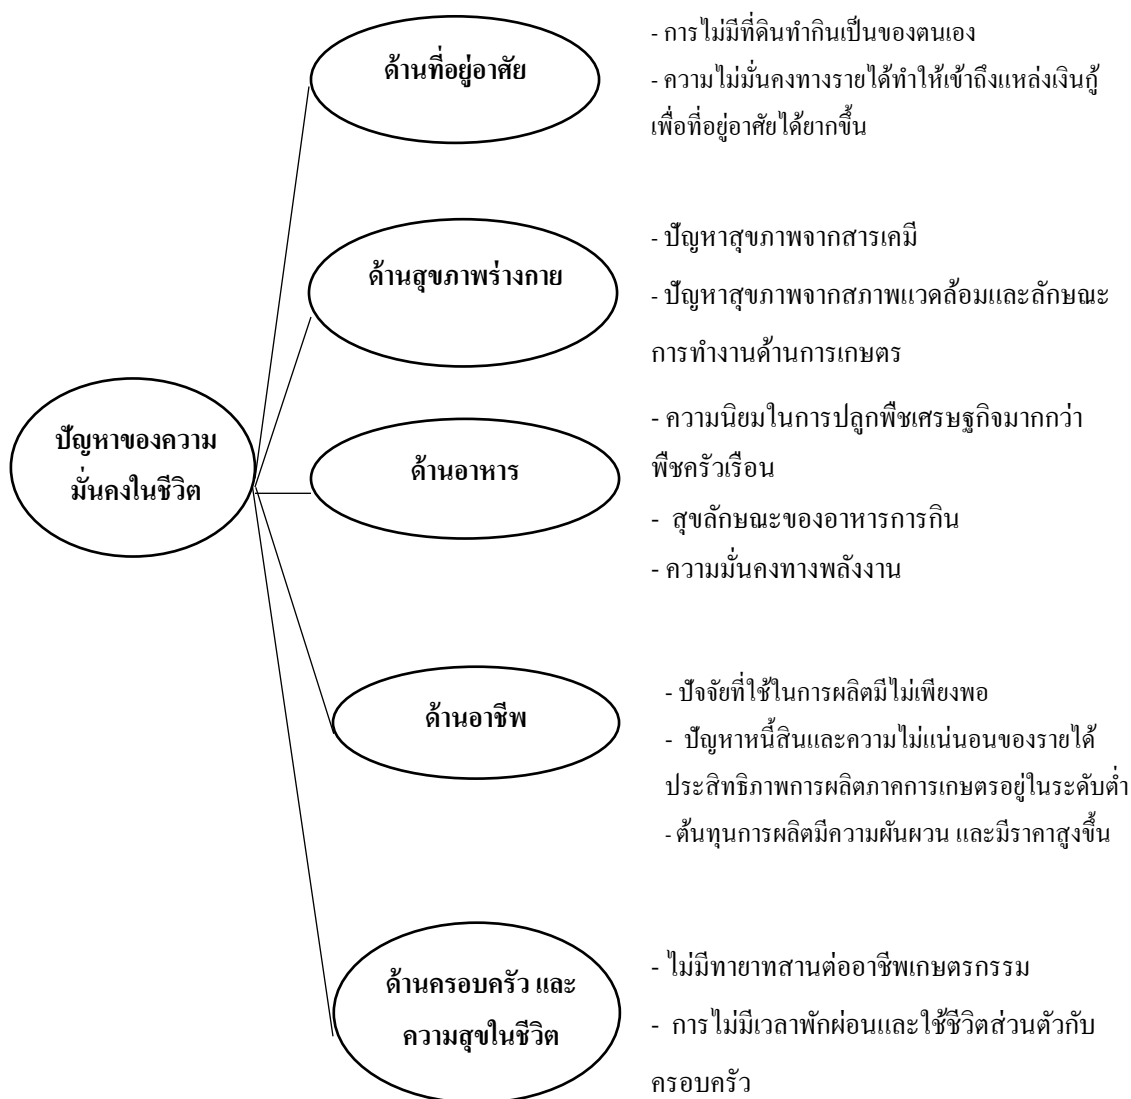 ด้านที่อยู่อาศัย
- การไม่มีที่ดินทำกินเป็นของตนเอง
- ความไม่มั่นคงทางรายได้ทำให้เข้าถึงแหล่งเงินกู้
เพื่อที่อยู่อาศัยได้ยากขึ้น
ด้านสุขภาพร่างกาย
- ปัญหาสุขภาพจากสารเคมี
- ปัญหาสุขภาพจากสภาพแวดล้อมและลักษณะ
การทำงานด้านการเกษตร
ปัญหาของความ
มั่นคงในชีวิต
ด้านอาหาร
- ความนิยมในการปลูกพืชเศรษฐกิจมากกว่า
พืชครัวเรือน
- สุขลักษณะของอาหารการกิน
- ความมั่นคงทางพลังงาน
ด้านอาชีพ
- ปัจจัยที่ใช้ในการผลิตมีไม่เพียงพอ
- ปัญหาหนี้สินและความไม่แน่นอนของรายได้
ประสิทธิภาพการผลิตภาคการเกษตรอยู่ในระดับต่ำ
- ต้นทุนการผลิตมีความผันผวน และมีราคาสูงขึ้น
ด้านครอบครัว และ
ความสุขในชีวิต
- ไม่มีทายาทสานต่ออาชีพเกษตรกรรม
- การไม่มีเวลาพักผ่อนและใช้ชีวิตส่วนตัวกับ
ครอบครัว